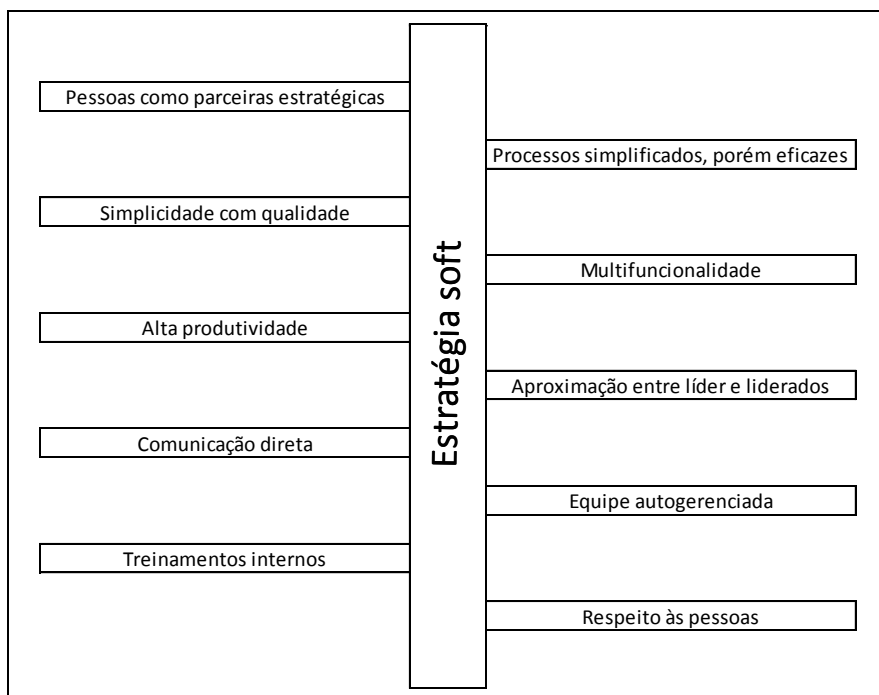 Pessoas como parceiras estratégicas
Simplicidade com qualidade
Alta produtividade
Comunicação direta
Treinamentos internos
Estratégia soft
Processos simplificados, porém eficazes
Multifuncionalidade
Aproximação entre líder e liderados
Equipe autogerenciada
Respeito às pessoas